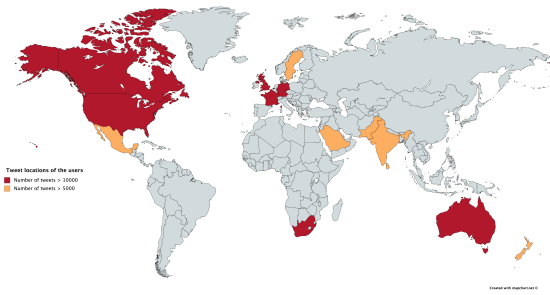 Tweet locations of the users
Number of tweets > 10000
Number of tweets > 5000
Created with mapchart.net ©